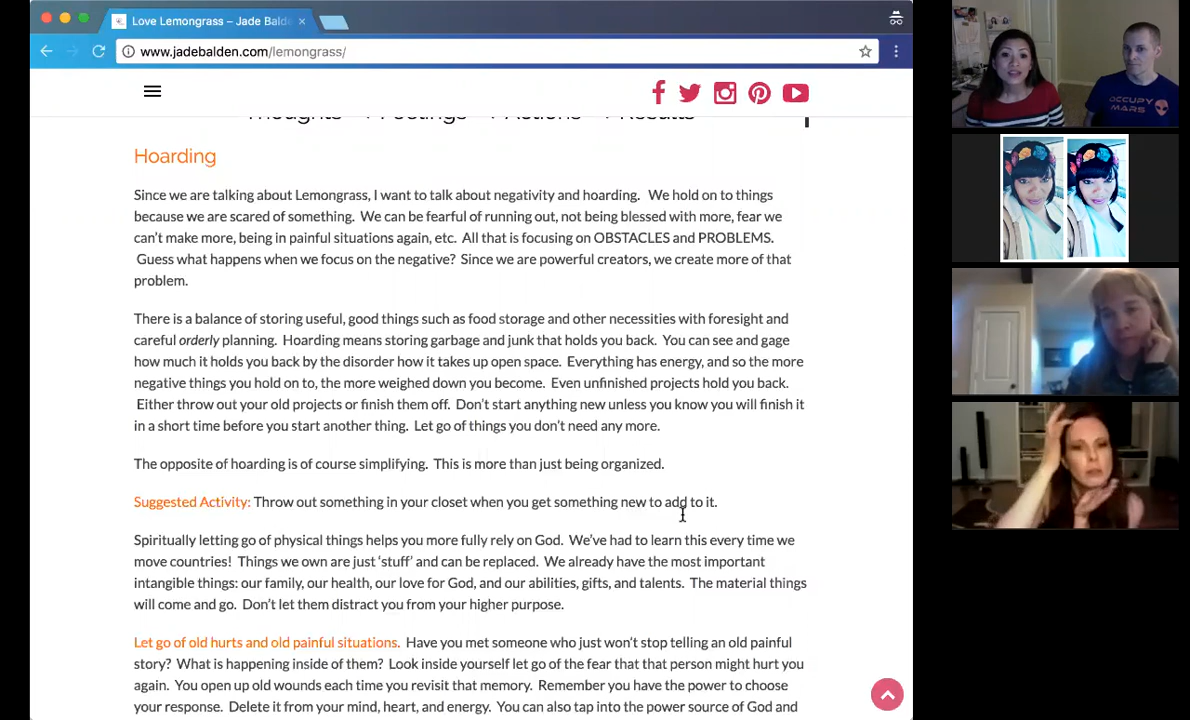 Love Lemongrass – Jade Bald
www.jadebalden.com/lemongrass/
Thoughts → Feelings → Actions → Results
Hoarding
Since we are talking about Lemongrass, I want to talk about negativity and hoarding. We hold on to things
because we are scared of something. We can be fearful of running out, not being blessed with more, fear we
can't make more, being in painful situations again, etc. All that is focusing on OBSTACLES and PROBLEMS.
Guess what happens when we focus on the negative? Since we are powerful creators, we create more of that
problem.
There is a balance of storing useful, good things such as food storage and other necessities with foresight and
careful orderly planning. Hoarding means storing garbage and junk that holds you back. You can see and gage
how much it holds you back by the disorder how it takes up open space. Everything has energy, and so the more
negative things you hold on to, the more weighed down you become. Even unfinished projects hold you back.
Either throw out your old projects or finish them off. Don't start anything new unless you know you will finish it
in a short time before you start another thing. Let go of things you don't need any more.
The opposite of hoarding is of course simplifying. This is more than just being organized.
Suggested Activity: Throw out something in your closet when you get something new to add to it.
Spiritually letting go of physical things helps you more fully rely on God. We've had to learn this every time we
move countries! Things we own are just 'stuff' and can be replaced. We already have the most important
intangible things: our family, our health, our love for God, and our abilities, gifts, and talents. The material things
will come and go. Don't let them distract you from your higher purpose.
Let go of old hurts and old painful situations. Have you met someone who just won't stop telling an old painful
story? What is happening inside of them? Look inside yourself let go of the fear that that person might hurt you
again. You open up old wounds each time you revisit that memory. Remember you have the power to choose
your response. Delete it from your mind, heart, and energy. You can also tap into the power source of God and
OCCUPY
MARS